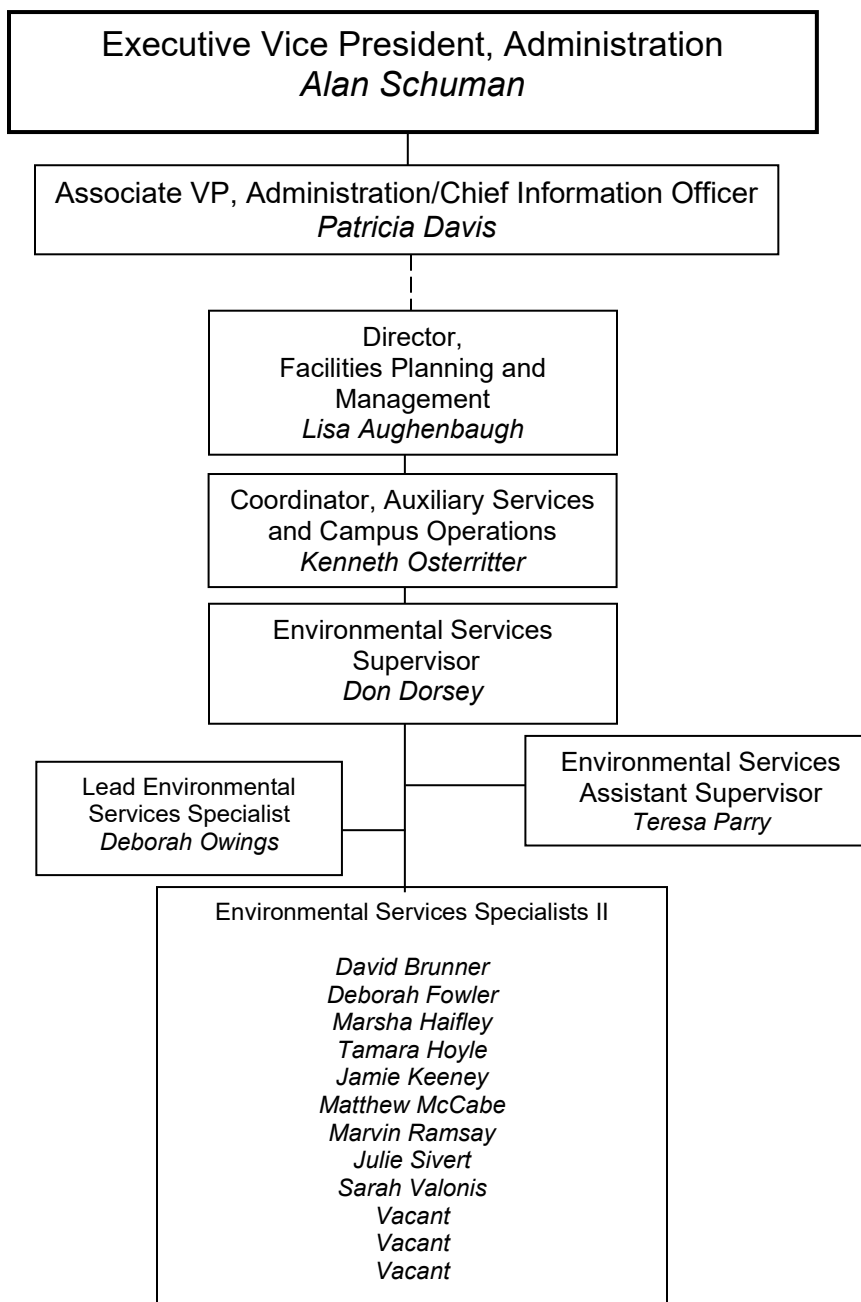 Executive Vice President, Administration
Alan Schuman
Associate VP, Administration/Chief Information Officer
Patricia Davis
Director,
Facilities Planning and
Management
Lisa Aughenbaugh
Coordinator, Auxiliary Services
and Campus Operations
Kenneth Osterritter
Environmental Services
Supervisor
Don Dorsey
Lead Environmental
Services Specialist
Deborah Owings
Environmental Services
Assistant Supervisor
Teresa Parry
Environmental Services Specialists II
David Brunner
Deborah Fowler
Marsha Haifley
Tamara Hoyle
Jamie Keeney
Matthew McCabe
Marvin Ramsay
Julie Sivert
Sarah Valonis
Vacant
Vacant
Vacant